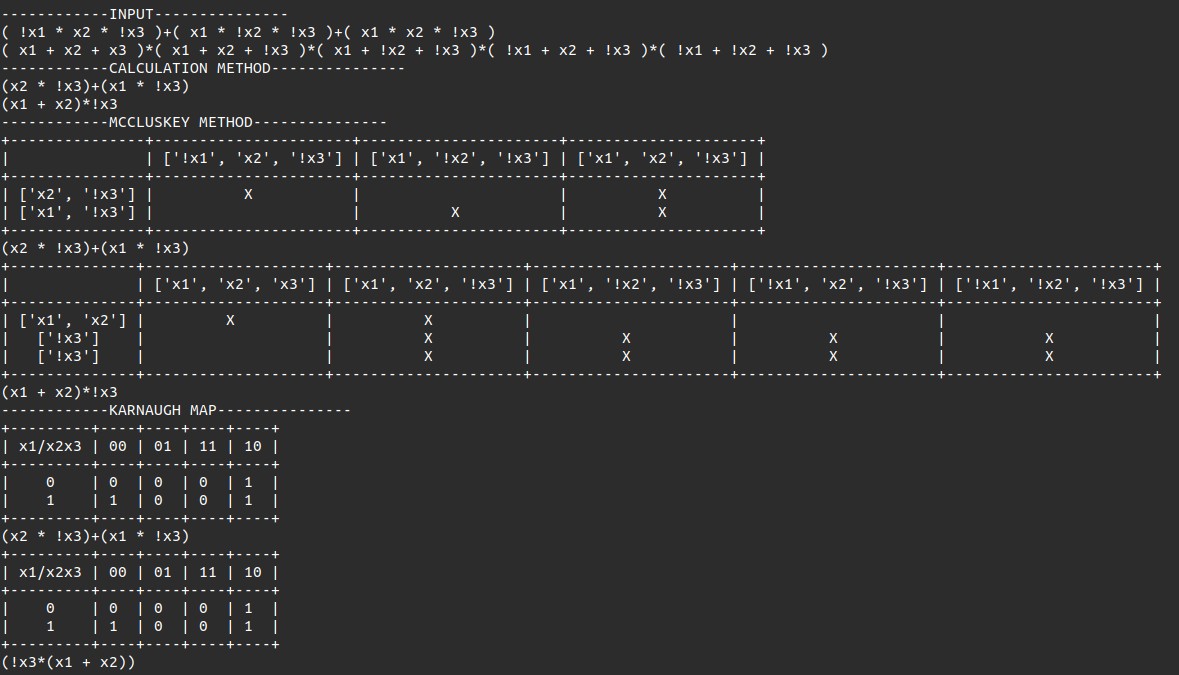 ------------INPUT---------------
( !x1 * x2 * !x3 )+( x1 * !x2 * !x3 )+( x1 * x2 * !x3 )
( x1 + x2 + x3 )*( x1 + x2 + !x3 )*( x1 + !x2 + !x3 )*( !x1 + x2 + !x3 )*( !x1 + !x2 + !x3 )
------------CALCULATION METHOD---------------
(x2 * !x3)+(x1 * !x3)
(x1 + x2)*!x3
------------MCCLUSKEY METHOD---------------
+---------------+----------------------+----------------------+---------------------+
|               | ['!x1', 'x2', '!x3'] | ['x1', '!x2', '!x3'] | ['x1', 'x2', '!x3'] |
+---------------+----------------------+----------------------+---------------------+
| ['x2', '!x3'] |          X           |                      |          X          |
| ['x1', '!x3'] |                      |          X           |          X          |
+---------------+----------------------+----------------------+---------------------+
(x2 * !x3)+(x1 * !x3)
+--------------+--------------------+---------------------+----------------------+----------------------+-----------------------+
|              | ['x1', 'x2', 'x3'] | ['x1', 'x2', '!x3'] | ['x1', '!x2', '!x3'] | ['!x1', 'x2', '!x3'] | ['!x1', '!x2', '!x3'] |
+--------------+--------------------+---------------------+----------------------+----------------------+-----------------------+
| ['x1', 'x2'] |         X          |          X          |                      |                      |                       |
|   ['!x3']    |                    |          X          |          X           |          X           |           X           |
|   ['!x3']    |                    |          X          |          X           |          X           |           X           |
+--------------+--------------------+---------------------+----------------------+----------------------+-----------------------+
(x1 + x2)*!x3
------------KARNAUGH MAP---------------
+---------+----+----+----+----+
| x1/x2x3 | 00 | 01 | 11 | 10 |
+---------+----+----+----+----+
|    0    | 0  | 0  | 0  | 1  |
|    1    | 1  | 0  | 0  | 1  |
+---------+----+----+----+----+
(x2 * !x3)+(x1 * !x3)
+---------+----+----+----+----+
| x1/x2x3 | 00 | 01 | 11 | 10 |
+---------+----+----+----+----+
|    0    | 0  | 0  | 0  | 1  |
|    1    | 1  | 0  | 0  | 1  |
+---------+----+----+----+----+
(!x3*(x1 + x2))